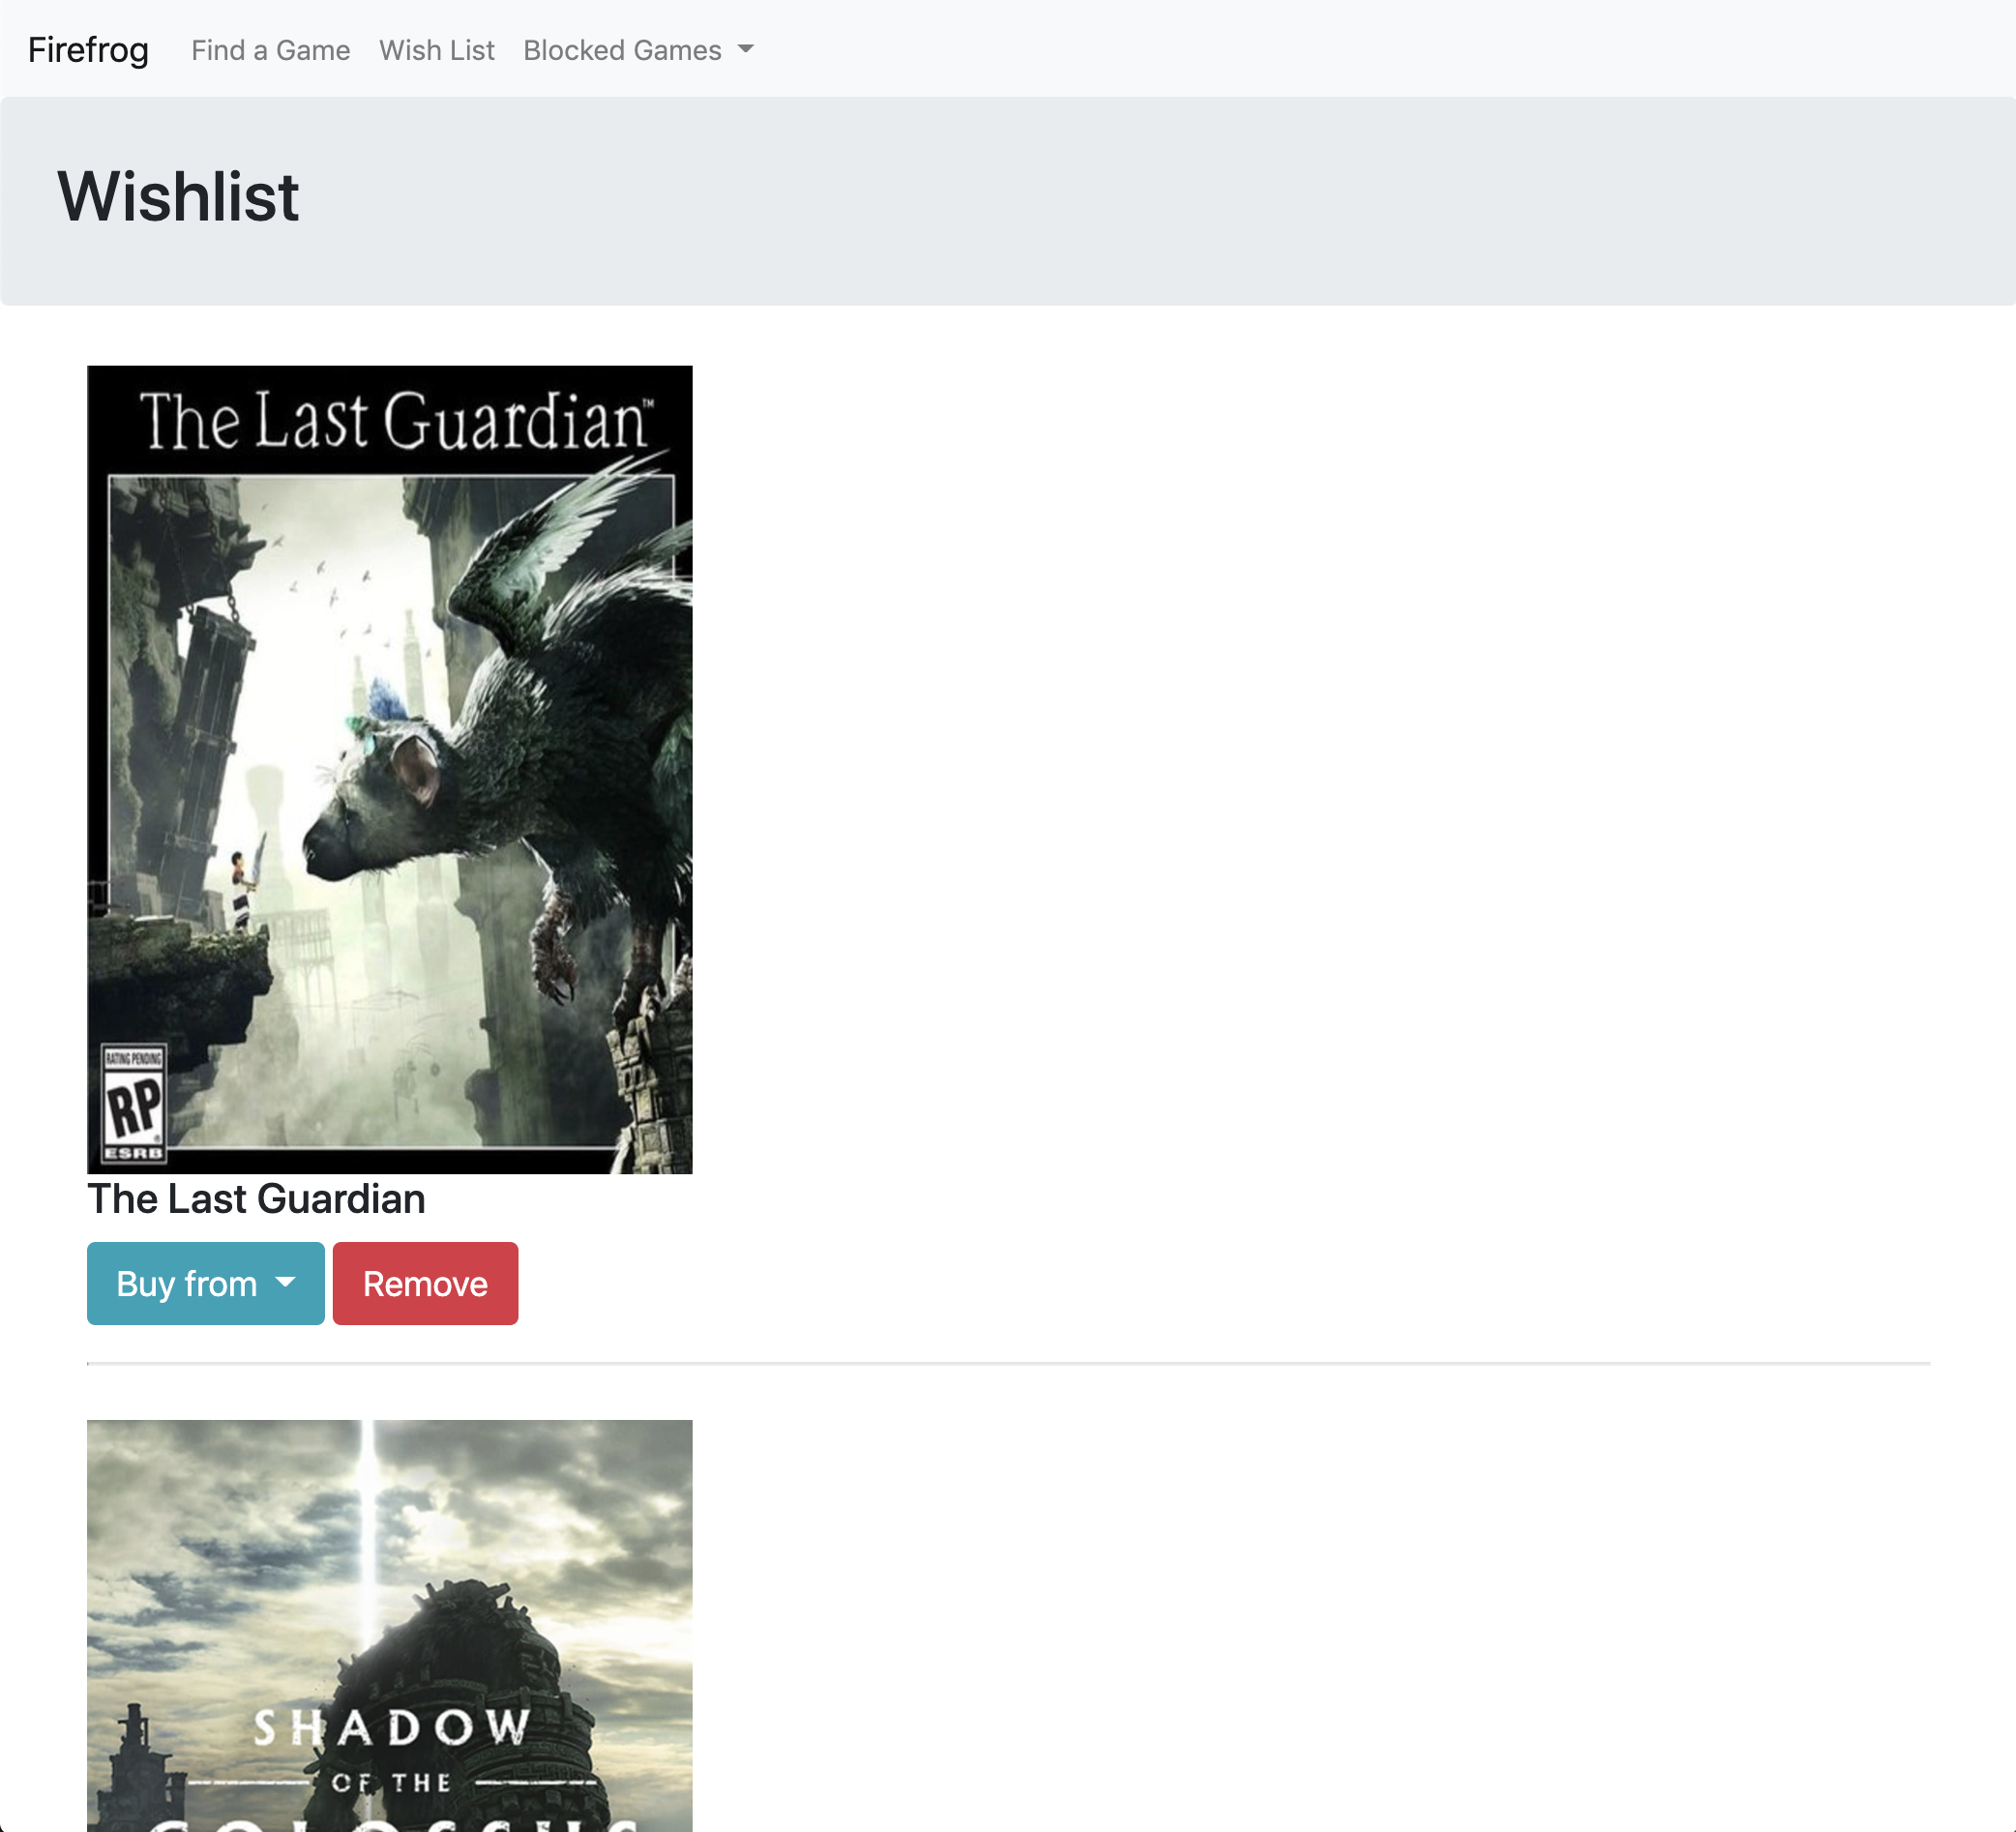 Firefrog Find a Game Wish List Blocked Games
Wishlist
The Last Guardian™
RATING PENDING
RP
ESRB
The Last Guardian
Buy from Remove
SHADOW
OF THE
COLOSSUS